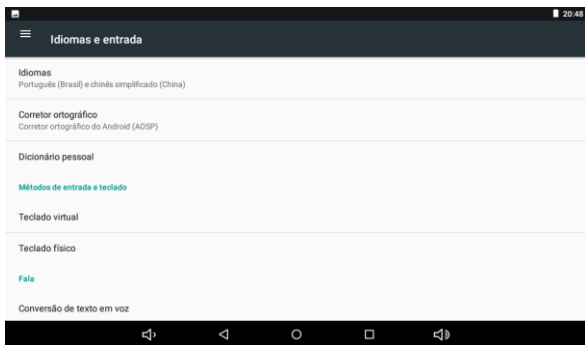 20:48
Idiomas e entrada
Idiomas
Português (Brasil) e chinês simplificado (China)
Corretor ortográfico
Corretor ortográfico do Android (AOSP)
Dicionário pessoal
Métodos de entrada e teclado
Teclado virtual
Teclado físico
Fala
Conversão de texto em voz